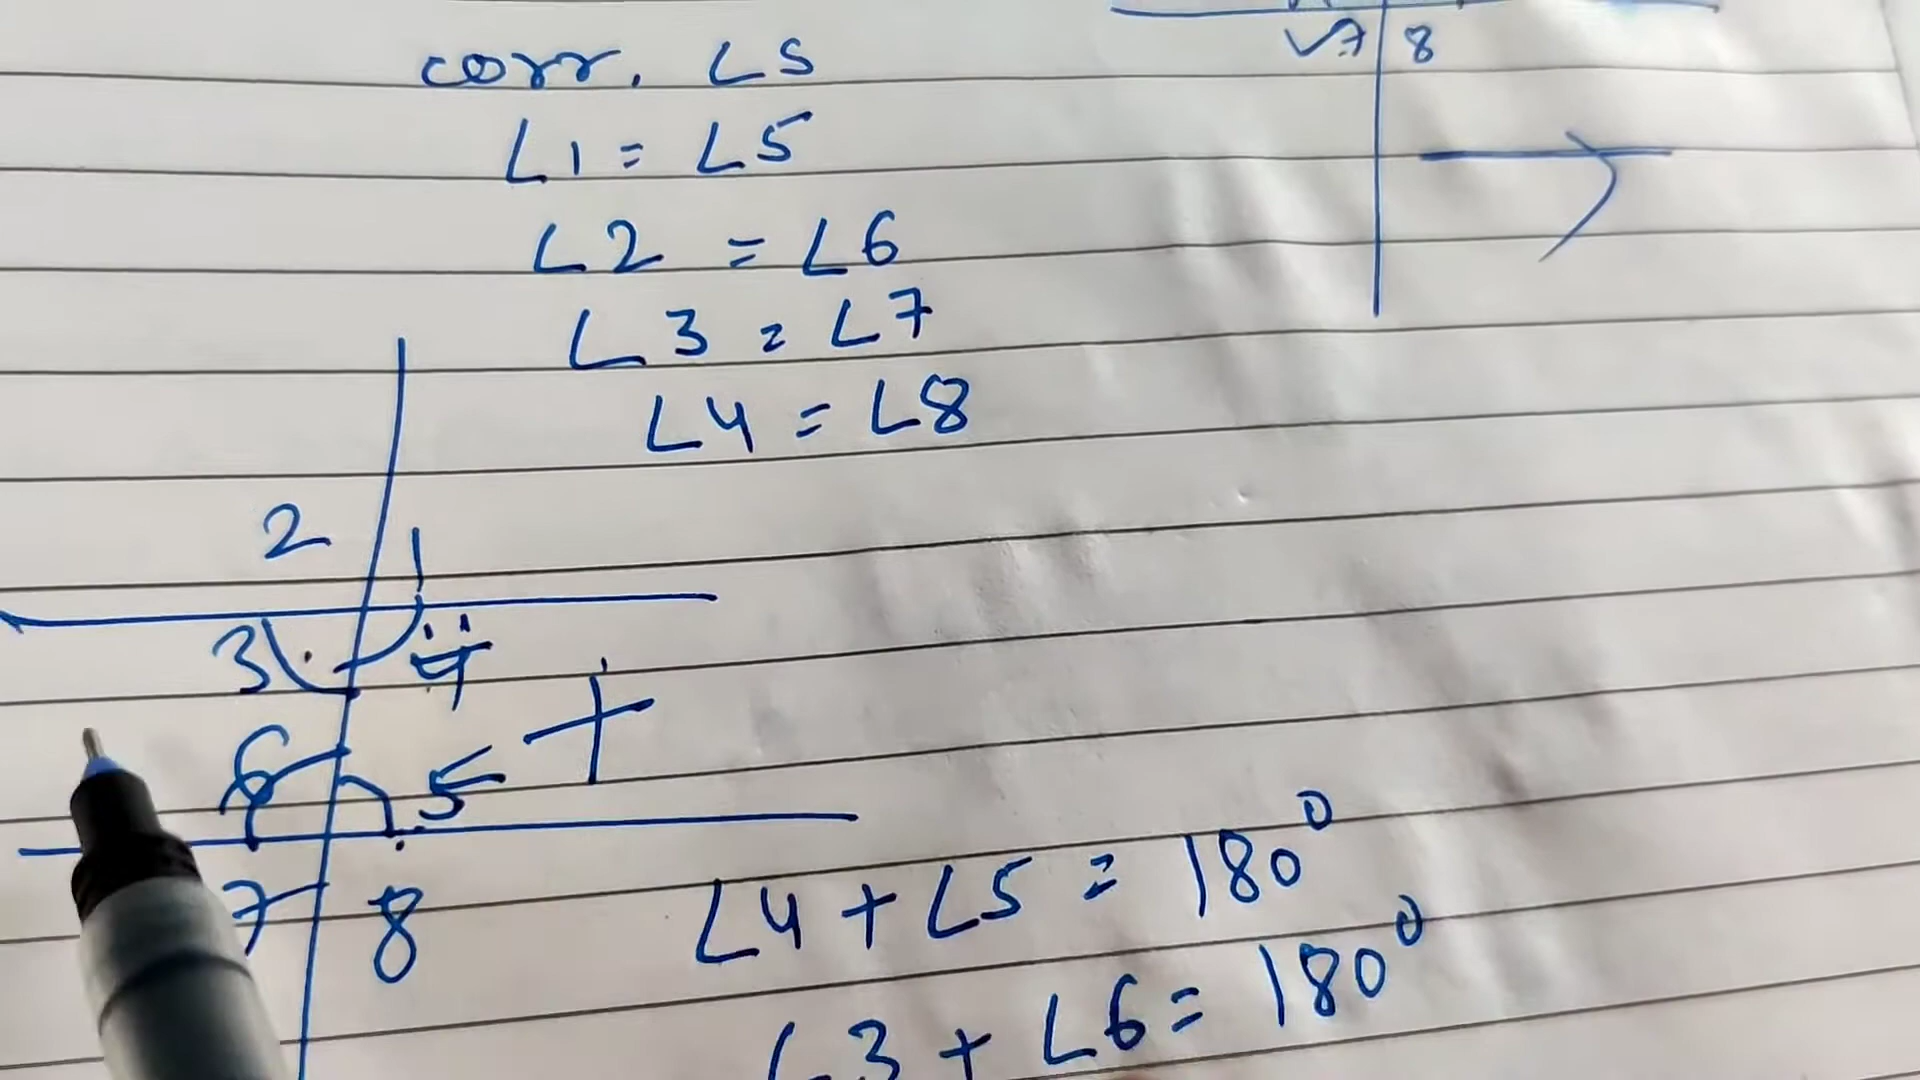 corr. ∠s
7 8
∠1 = ∠5
∠2 = ∠6
∠3 = ∠7
∠4 = ∠8
2 1
3 4
6 5
7 8
∠4 + ∠5 = 180°
∠3 + ∠6 = 180°